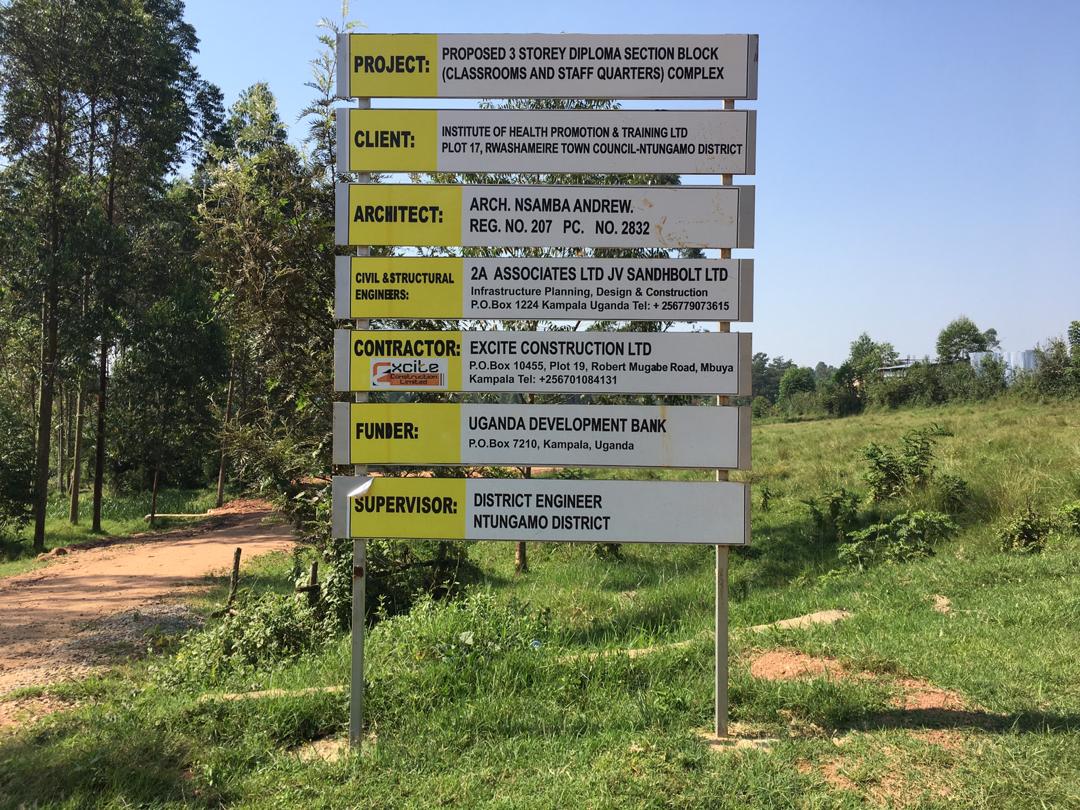 PROJECT:
PROPOSED 3 STOREY DIPLOMA SECTION BLOCK
(CLASSROOMS AND STAFF QUARTERS) COMPLEX
CLIENT:
INSTITUTE OF HEALTH PROMOTION & TRAINING LTD
PLOT 17, RWASHAMEIRE TOWN COUNCIL-NTUNGAMO DISTRICT
ARCHITECT:
ARCH. NSAMBA ANDREW.
REG. NO. 207 PC. NO. 2832
CIVIL &STRUCTURAL
ENGINEERS:
2A ASSOCIATES LTD JV SANDHBOLT LTD
Infrastructure Planning, Design & Construction
P.O.Box 1224 Kampala Uganda Tel: + 256779073615
CONTRACTOR:
Excite
Construction
Limited
EXCITE CONSTRUCTION LTD
P.O.Box 10455, Plot 19, Robert Mugabe Road, Mbuya
Kampala Tel: +256701084131
FUNDER:
UGANDA DEVELOPMENT BANK
P.O.Box 7210, Kampala, Uganda
SUPERVISOR:
DISTRICT ENGINEER
NTUNGAMO DISTRICT